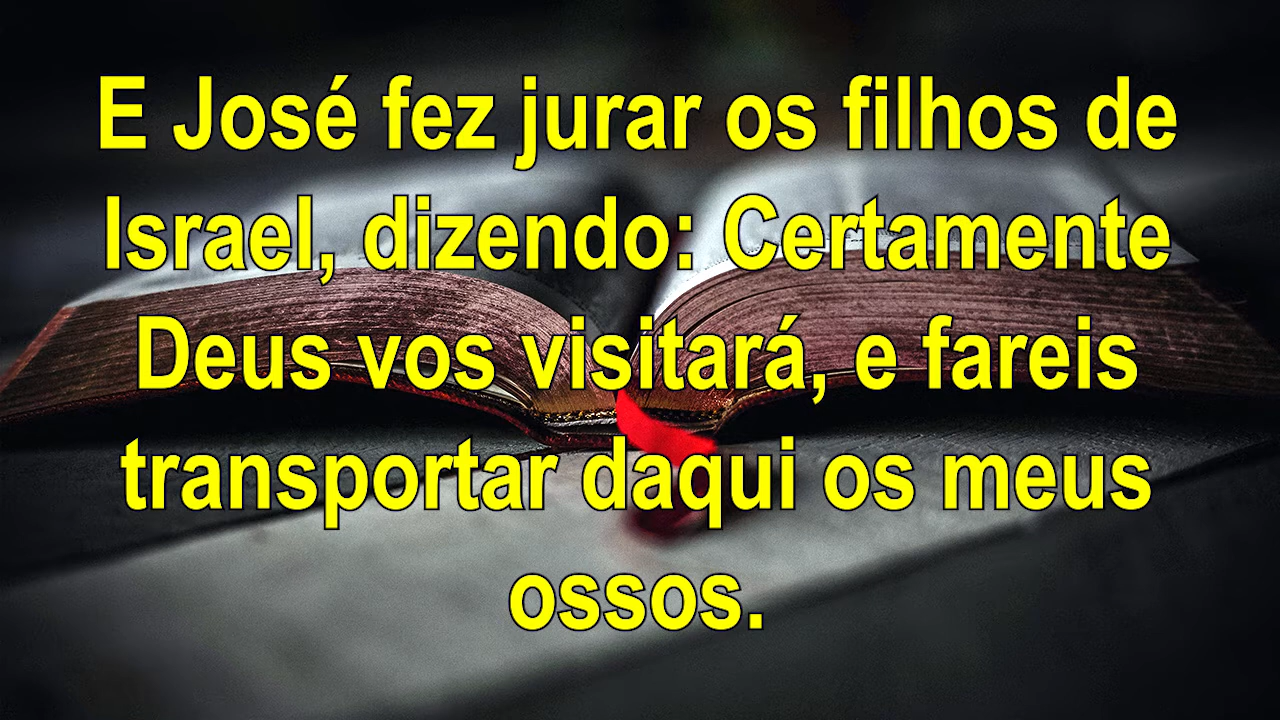 E José fez jurar os filhos de
Israel, dizendo: Certamente
Deus vos visitará, e fareis
transportar daqui os meus
ossos.